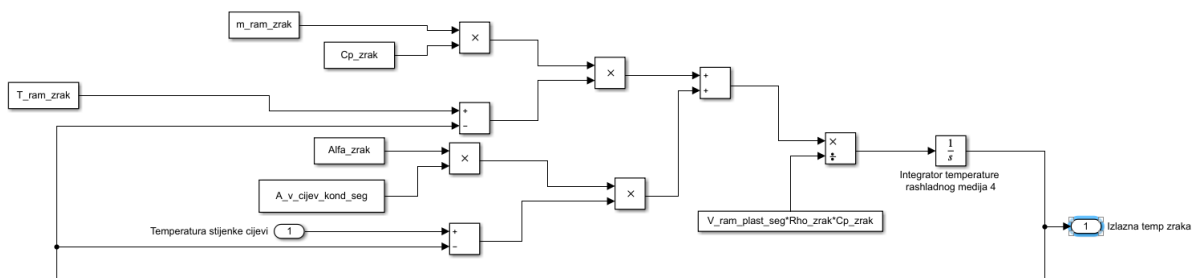 m_ram_zrak
×
Cp_zrak
×
T_ram_zrak
+
−
+
+
Alfa_zrak
×
×
÷
1
s
A_v_cijev_kond_seg
×
Integrator temperature
rashladnog medija 4
V_ram_plast_seg*Rho_zrak*Cp_zrak
Temperatura stijenke cijevi
1
+
−
1
Izlazna temp zraka